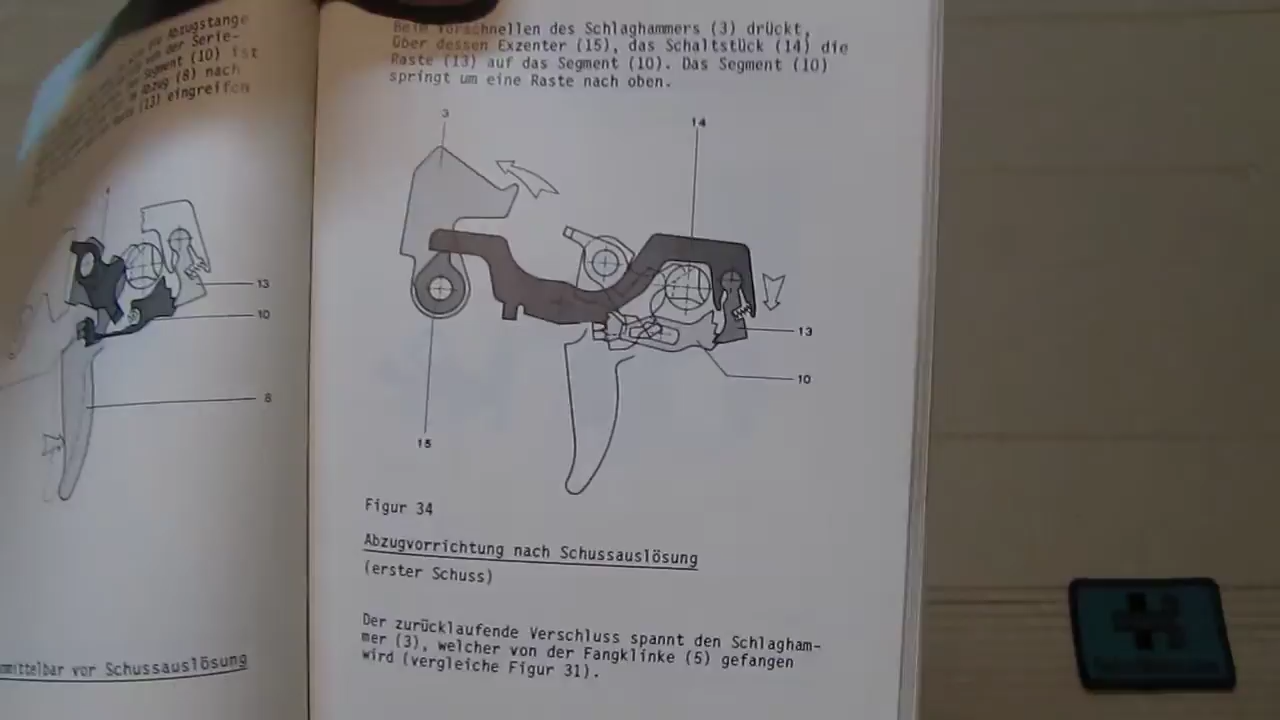 Abzugstange
der Serie-
Segment (10) ist
Abzug (8) nach
(13) eingreifen
13
10
8
mittelbar vor Schussauslösung
Beim Vorschnellen des Schlaghammers (3) drückt,
über dessen Exzenter (15), das Schaltstück (14) die
Raste (13) auf das Segment (10). Das Segment (10)
springt um eine Raste nach oben.
3
14
13
10
15
Figur 34
Abzugvorrichtung nach Schussauslösung
(erster Schuss)
Der zurücklaufende Verschluss spannt den Schlagham-
mer (3), welcher von der Fangklinke (5) gefangen
wird (vergleiche Figur 31).